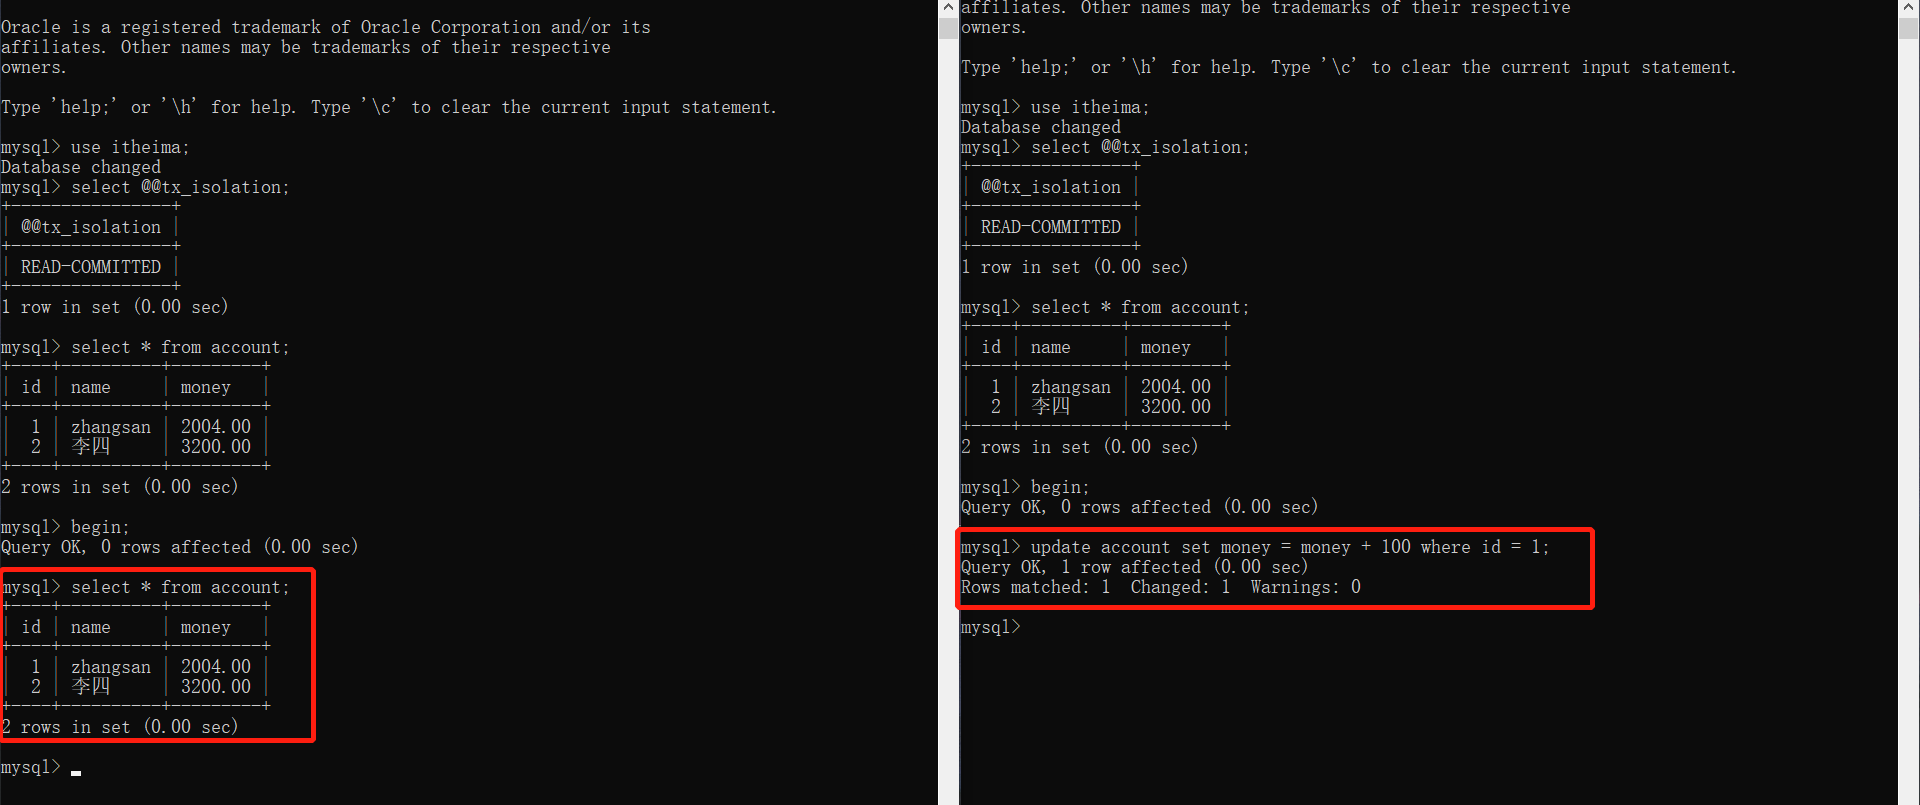 Oracle is a registered trademark of Oracle Corporation and/or its
affiliates. Other names may be trademarks of their respective
owners.
Type 'help;' or '\h' for help. Type '\c' to clear the current input statement.
mysql> use itheima;
Database changed
mysql> select @@tx_isolation;
+----------------+
| @@tx_isolation |
+----------------+
| READ-COMMITTED |
+----------------+
1 row in set (0.00 sec)
mysql> select * from account;
+----+----------+---------+
| id | name     | money   |
+----+----------+---------+
|  1 | zhangsan | 2004.00 |
|  2 | 李四     | 3200.00 |
+----+----------+---------+
2 rows in set (0.00 sec)
mysql> begin;
Query OK, 0 rows affected (0.00 sec)
mysql> select * from account;
+----+----------+---------+
| id | name     | money   |
+----+----------+---------+
|  1 | zhangsan | 2004.00 |
|  2 | 李四     | 3200.00 |
+----+----------+---------+
2 rows in set (0.00 sec)
mysql>
affiliates. Other names may be trademarks of their respective
owners.
Type 'help;' or '\h' for help. Type '\c' to clear the current input statement.
mysql> use itheima;
Database changed
mysql> select @@tx_isolation;
+----------------+
| @@tx_isolation |
+----------------+
| READ-COMMITTED |
+----------------+
1 row in set (0.00 sec)
mysql> select * from account;
+----+----------+---------+
| id | name     | money   |
+----+----------+---------+
|  1 | zhangsan | 2004.00 |
|  2 | 李四     | 3200.00 |
+----+----------+---------+
2 rows in set (0.00 sec)
mysql> begin;
Query OK, 0 rows affected (0.00 sec)
mysql> update account set money = money + 100 where id = 1;
Query OK, 1 row affected (0.00 sec)
Rows matched: 1  Changed: 1  Warnings: 0
mysql>